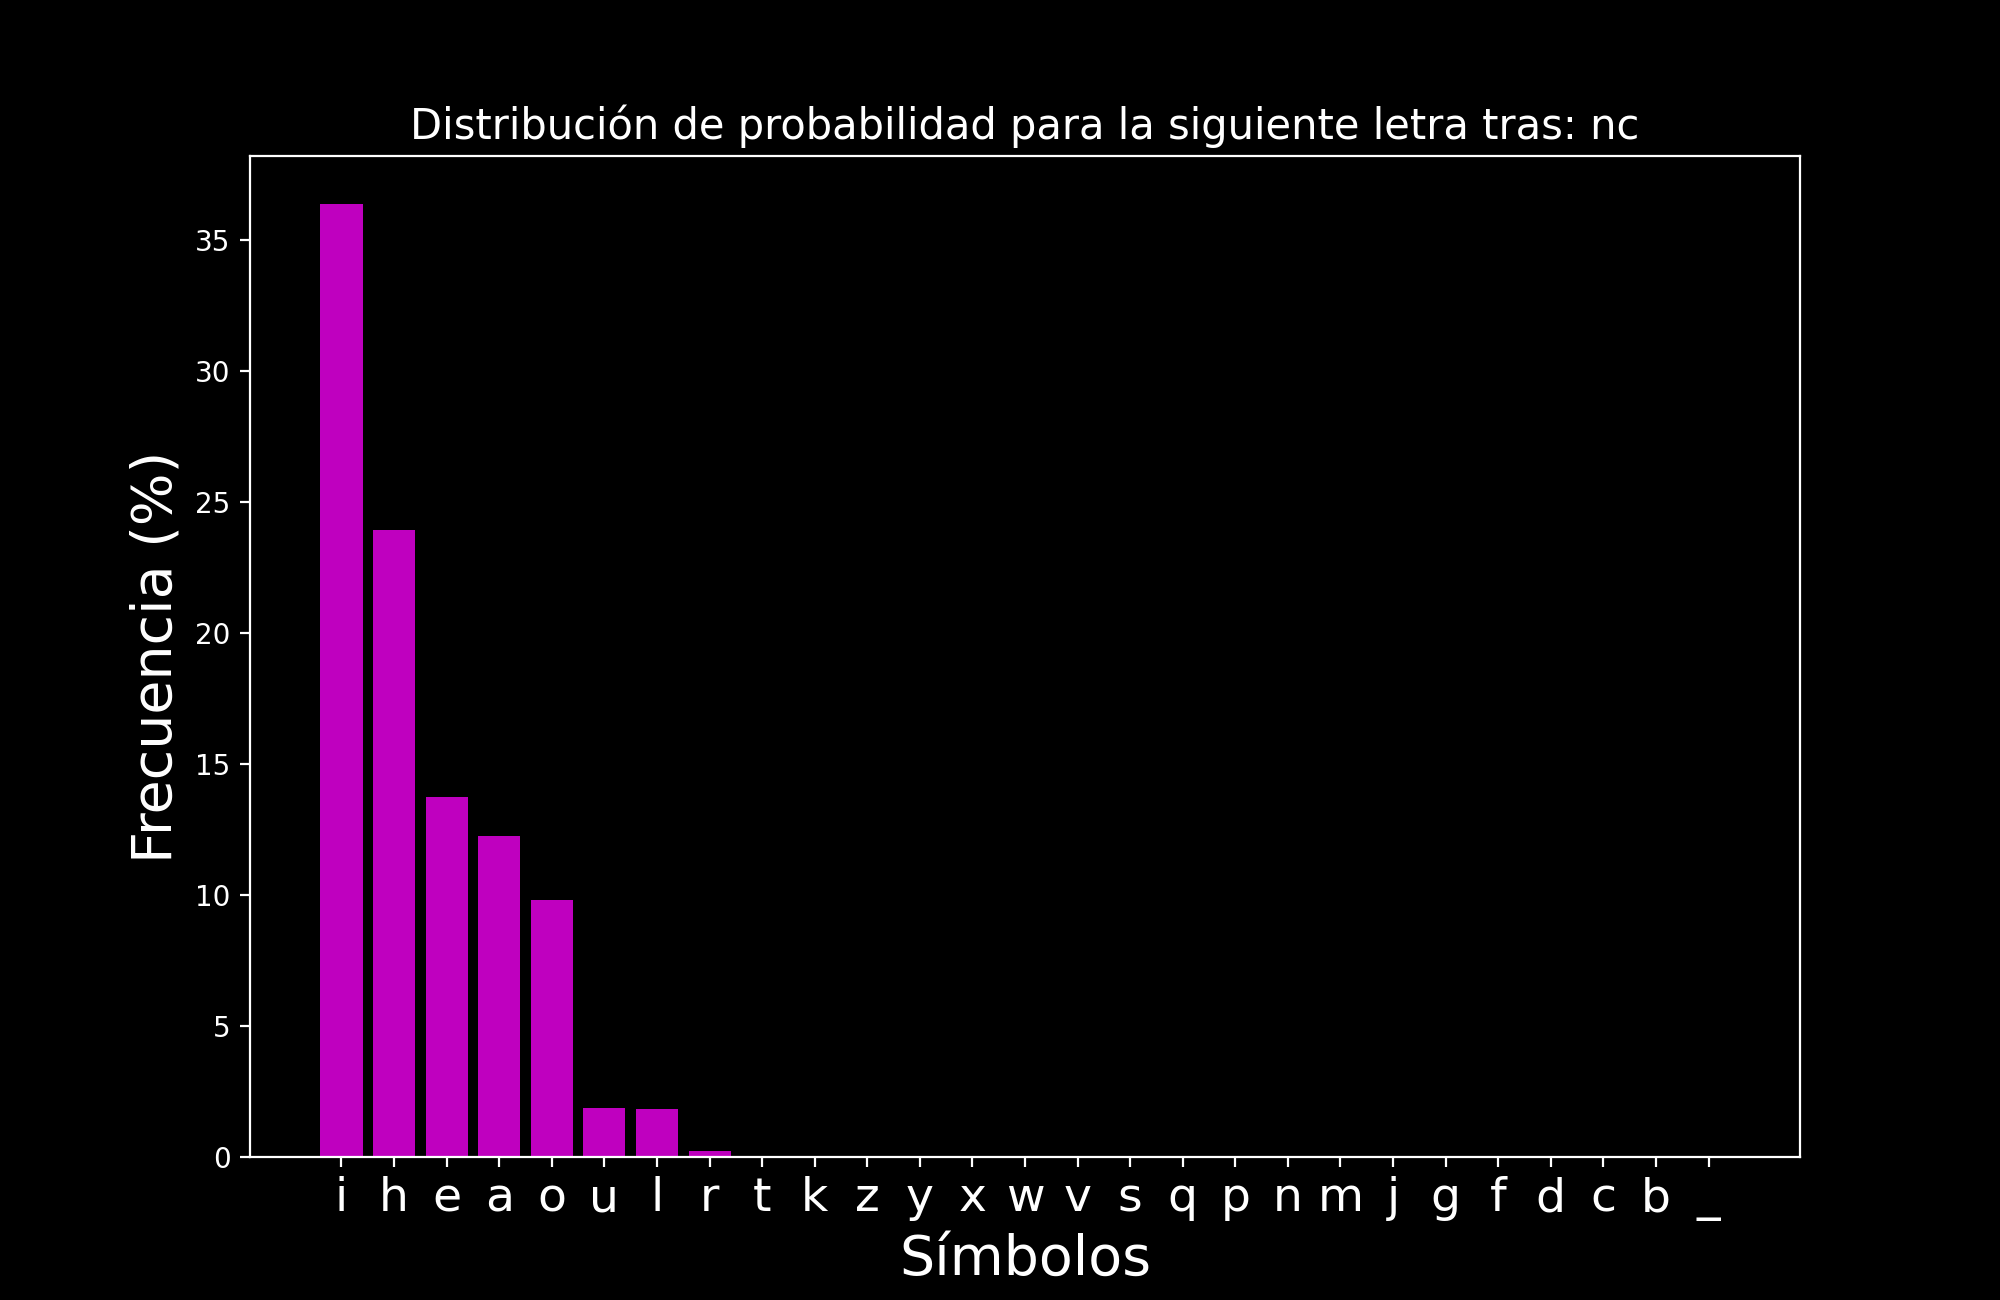 Distribución de probabilidad para la siguiente letra tras: nc
Frecuencia (%)
35
30
25
20
15
10
5
0
i h e a o u l r t k z y x w v s q p n m j g f d c b _
Símbolos